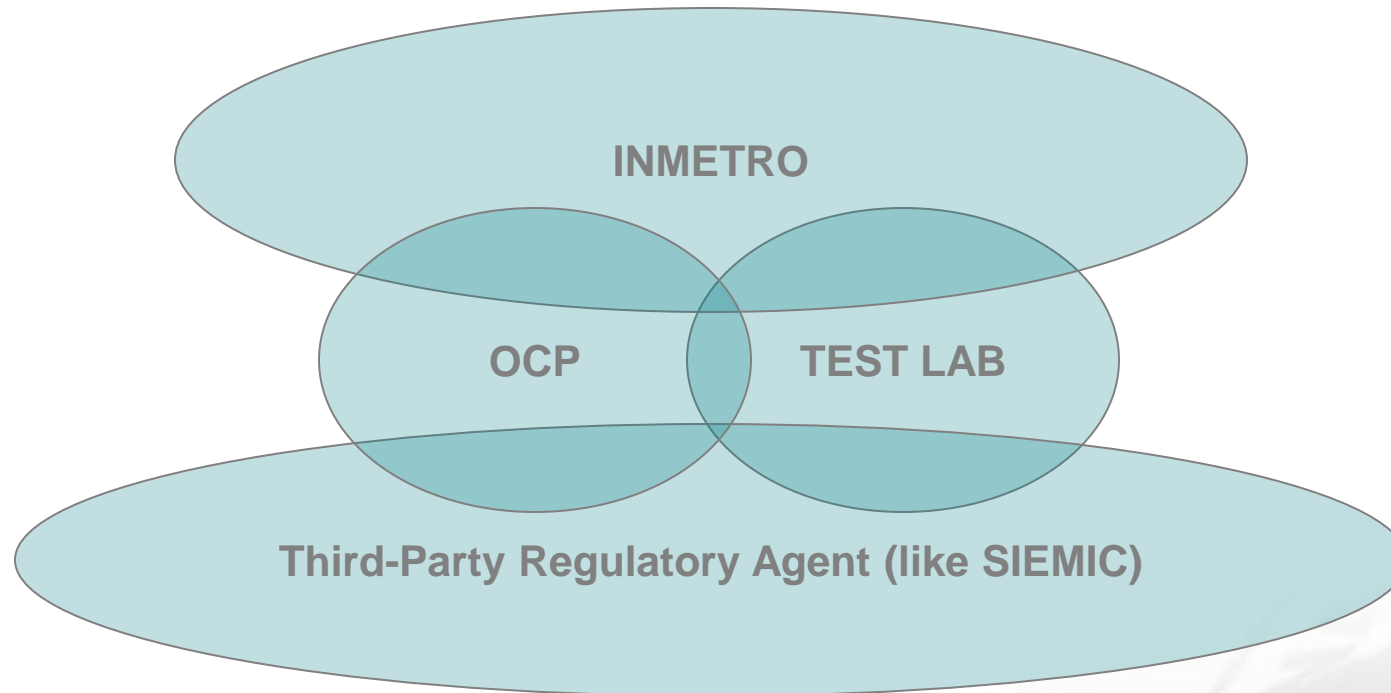 INMETRO
OCP
TEST LAB
Third-Party Regulatory Agent (like SIEMIC)